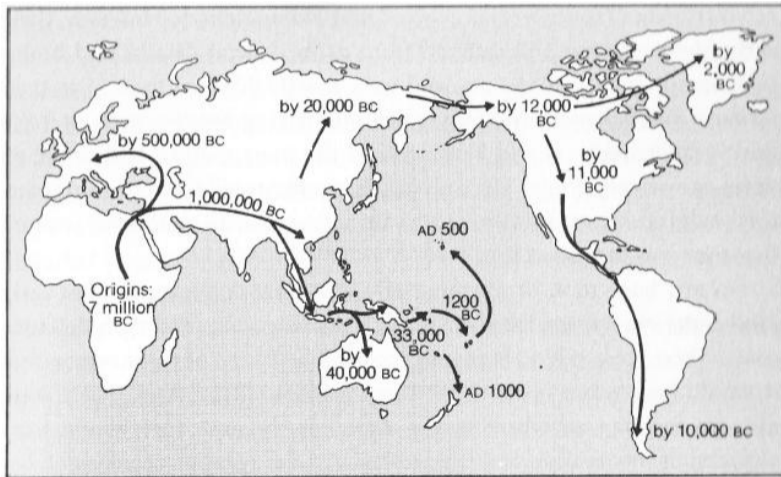 by
2,000
BC
by 20,000 BC
by 12,000
BC
by 500,000 BC
by
11,000
BC
1,000,000 BC
AD 500
Origins:
7 million
BC
1200
BC
33,000
BC
by
40,000 BC
AD 1000
by 10,000 BC